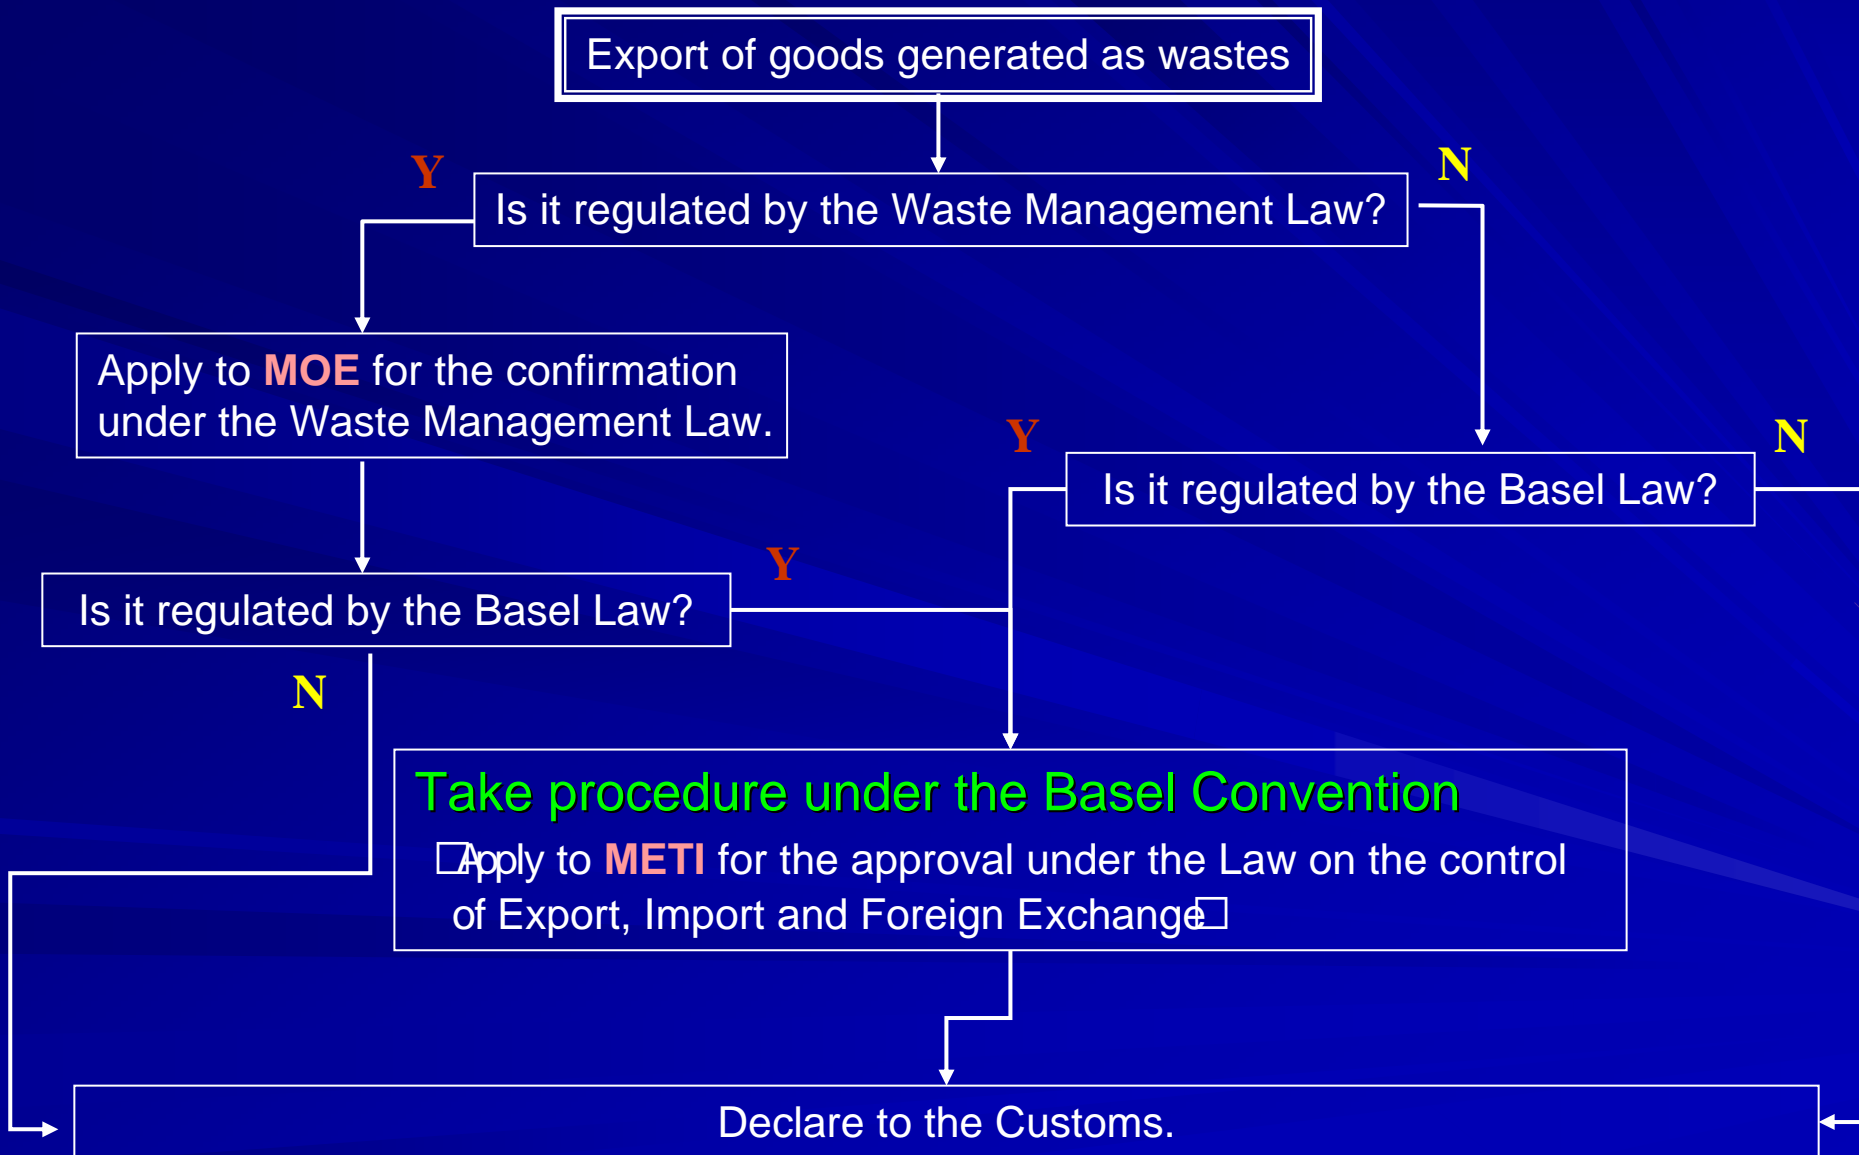 Export of goods generated as wastes
Y
N
Is it regulated by the Waste Management Law?
Apply to MOE for the confirmation
under the Waste Management Law.
Y
N
Is it regulated by the Basel Law?
Y
Is it regulated by the Basel Law?
N
Take procedure under the Basel Convention
□Apply to METI for the approval under the Law on the control
of Export, Import and Foreign Exchange□
Declare to the Customs.